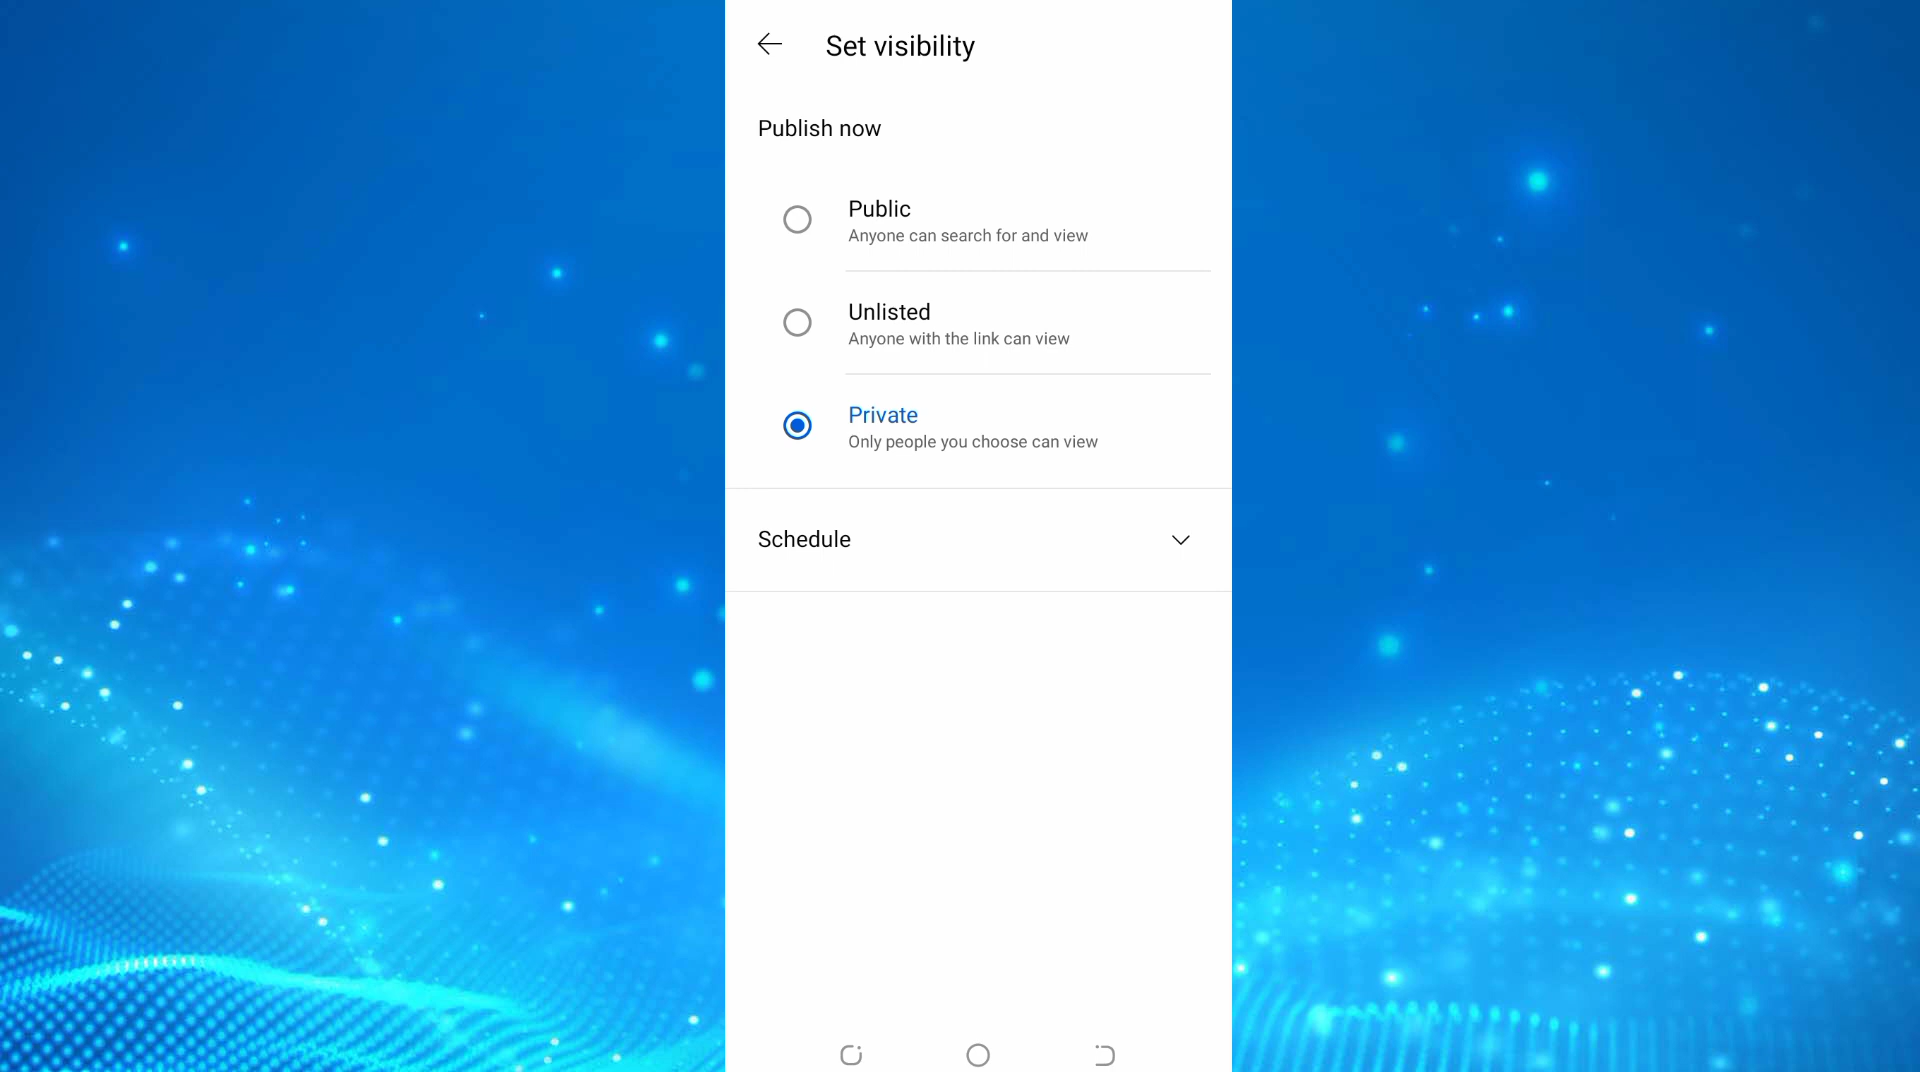 Set visibility
Publish now
Public
Anyone can search for and view
Unlisted
Anyone with the link can view
Private
Only people you choose can view
Schedule